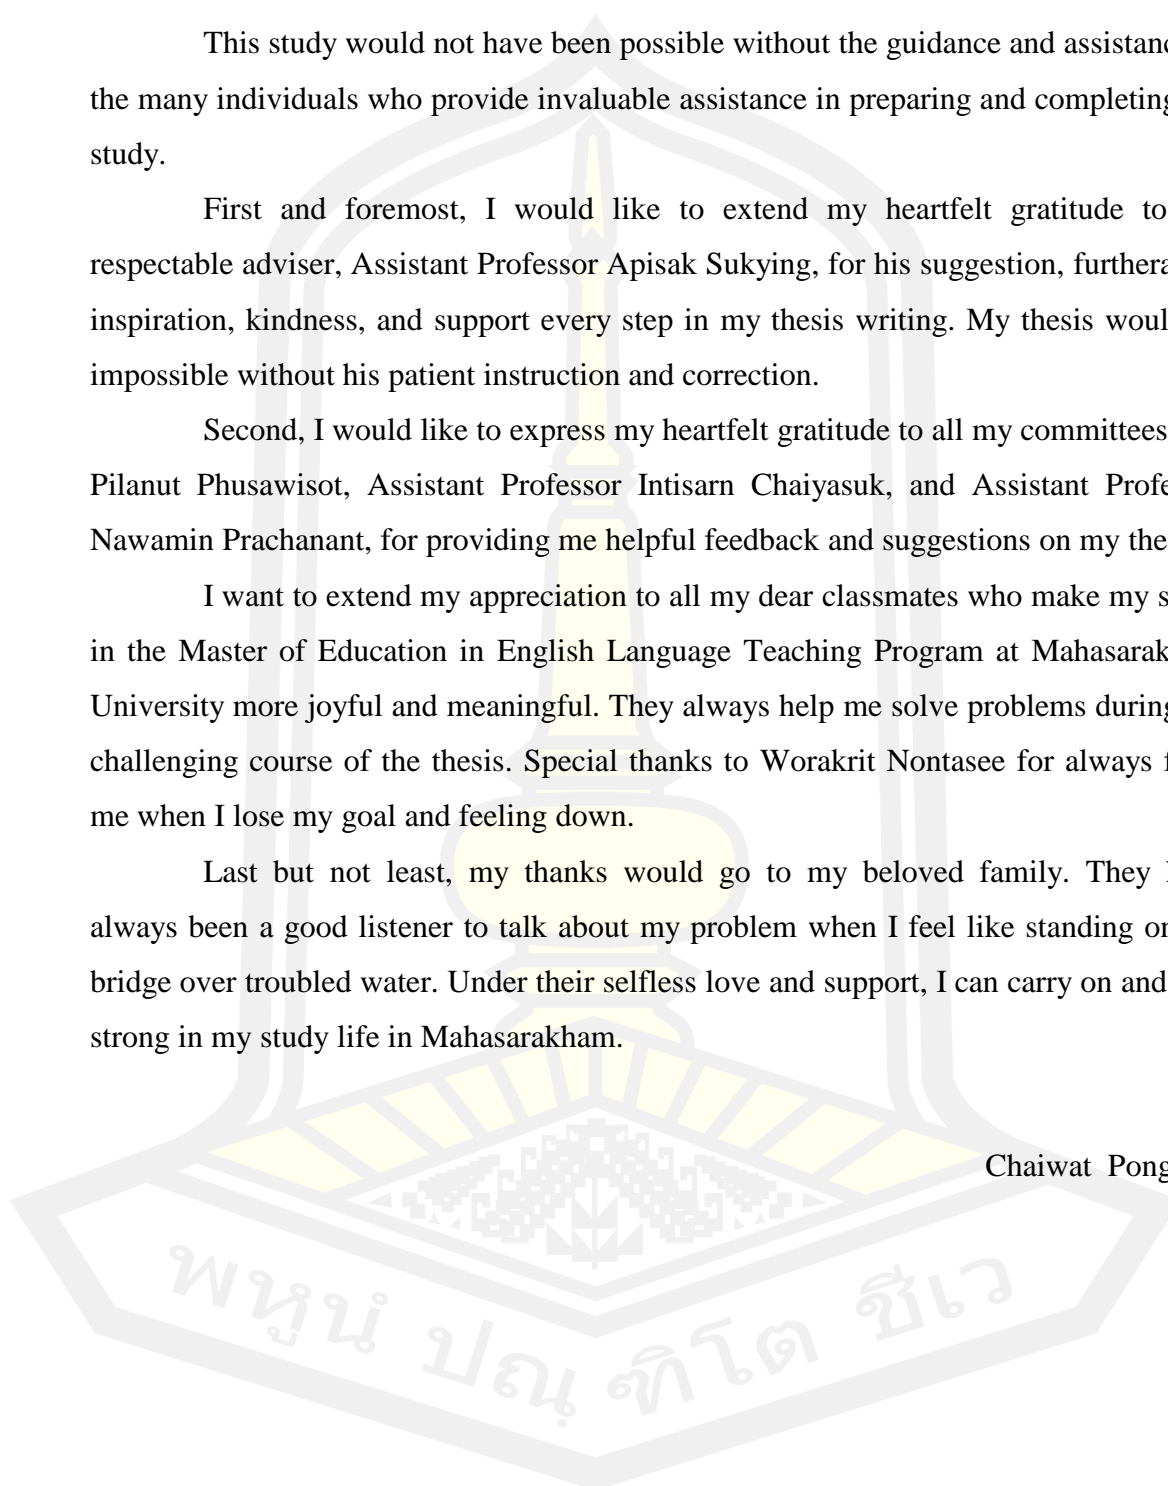 This study would not have been possible without the guidance and assistanc
the many individuals who provide invaluable assistance in preparing and completing
study.
First and foremost, I would like to extend my heartfelt gratitude to
respectable adviser, Assistant Professor Apisak Sukying, for his suggestion, furthera
inspiration, kindness, and support every step in my thesis writing. My thesis woul
impossible without his patient instruction and correction.
Second, I would like to express my heartfelt gratitude to all my committees
Pilanut Phusawisot, Assistant Professor Intisarn Chaiyasuk, and Assistant Profe
Nawamin Prachanant, for providing me helpful feedback and suggestions on my the
I want to extend my appreciation to all my dear classmates who make my s
in the Master of Education in English Language Teaching Program at Mahasarak
University more joyful and meaningful. They always help me solve problems during
challenging course of the thesis. Special thanks to Worakrit Nontasee for always f
me when I lose my goal and feeling down.
Last but not least, my thanks would go to my beloved family. They
always been a good listener to talk about my problem when I feel like standing or
bridge over troubled water. Under their selfless love and support, I can carry on and
strong in my study life in Mahasarakham.
Chaiwat Pong
พหูนํ ปณฺฑิโต ชีเว